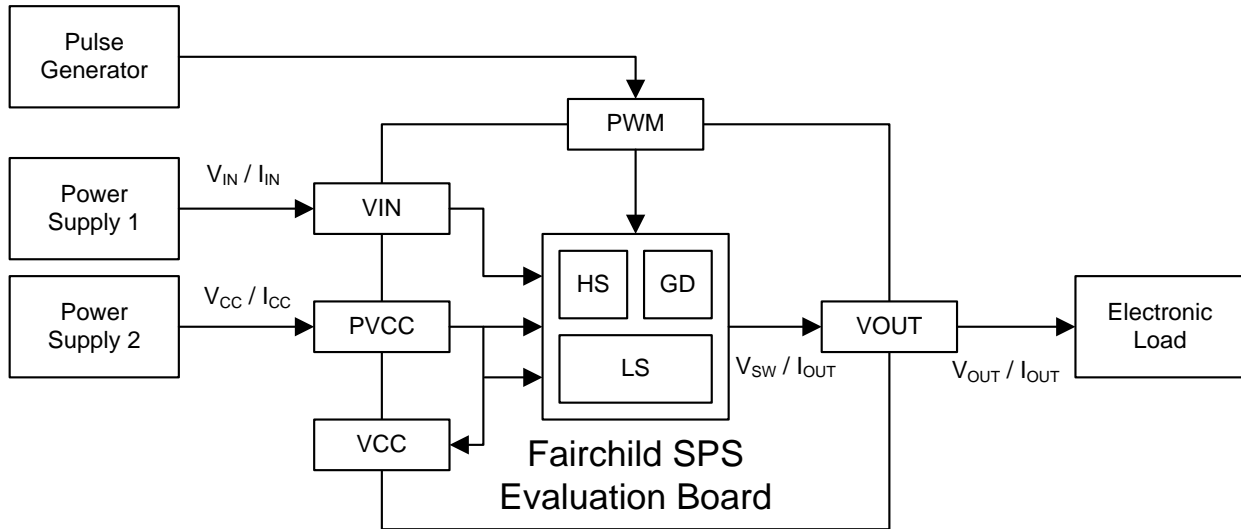 Pulse
Generator
PWM
Power
Supply 1
V_IN / I_IN
VIN
HS
GD
Power
Supply 2
V_CC / I_CC
PVCC
LS
V_SW / I_OUT
VOUT
V_OUT / I_OUT
Electronic
Load
VCC
Fairchild SPS
Evaluation Board